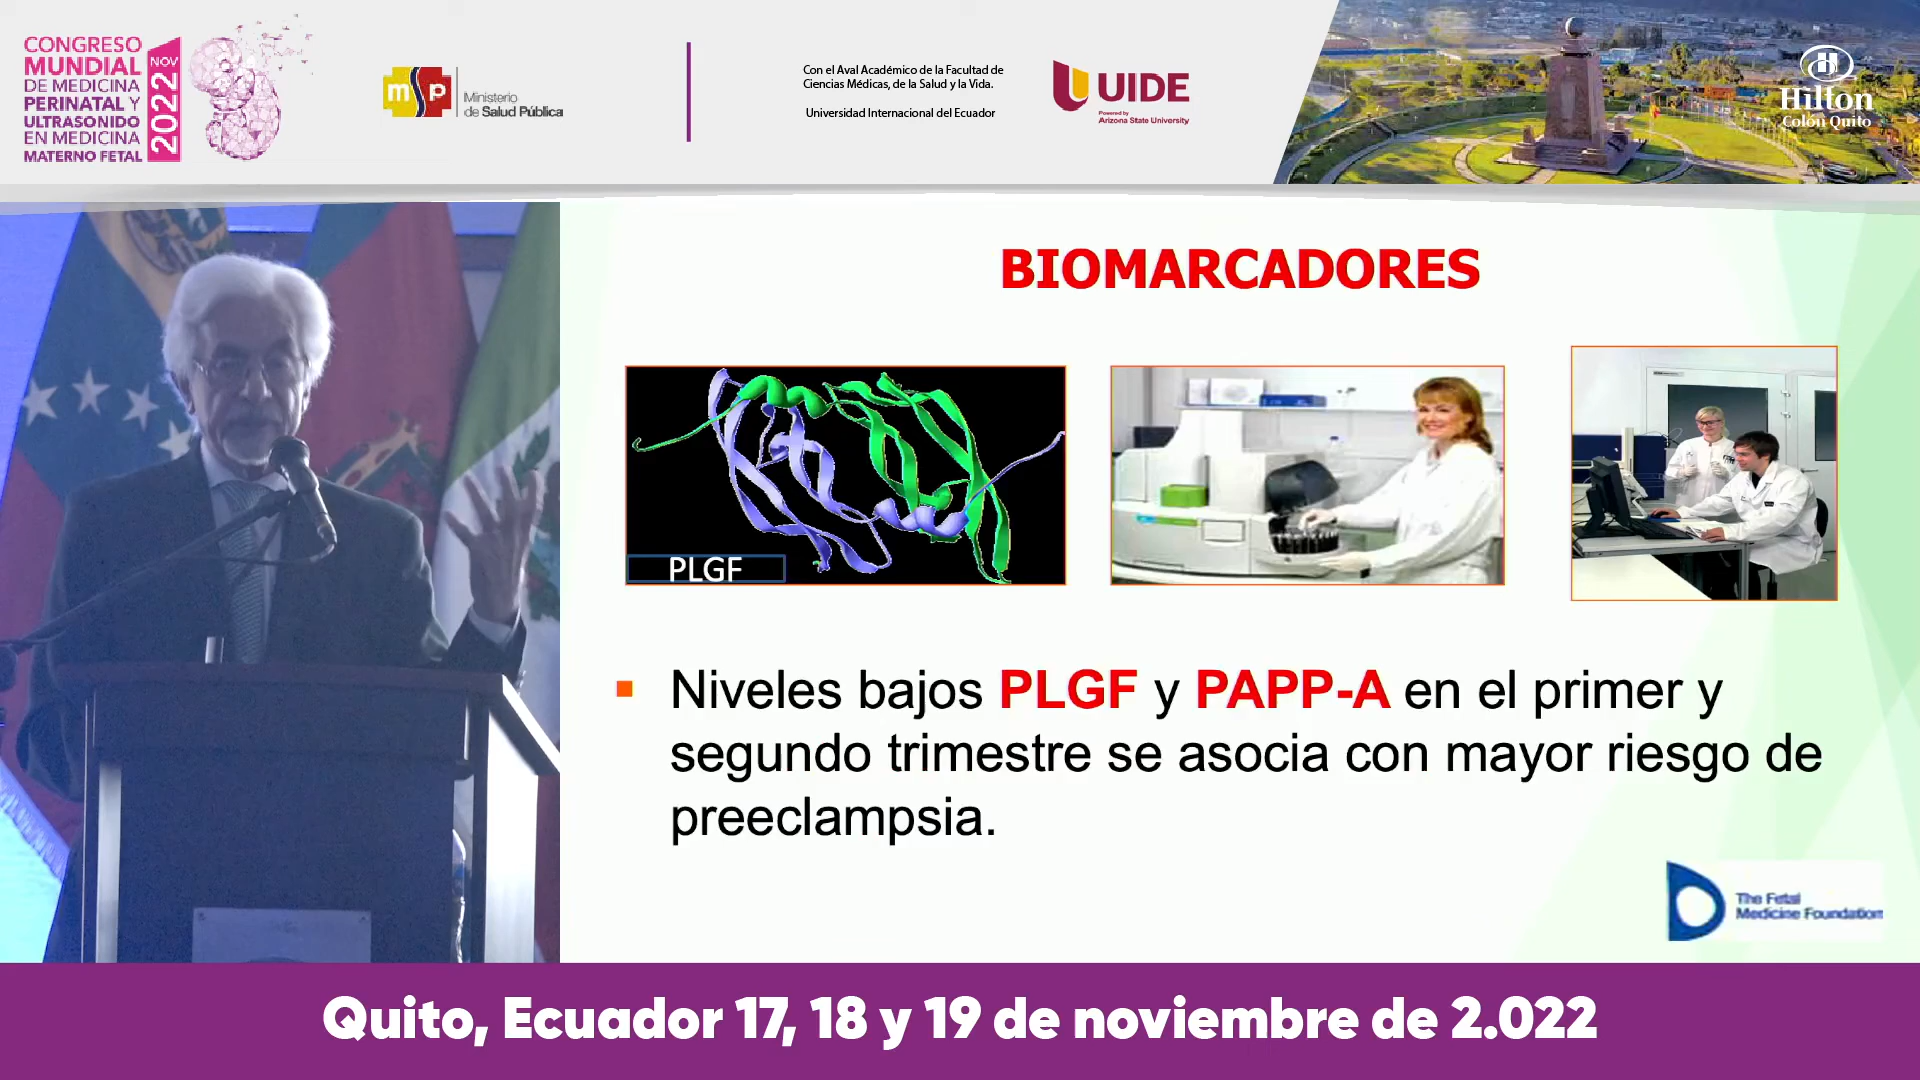 CONGRESO
MUNDIAL
DE MEDICINA
PERINATAL Y
ULTRASONIDO
EN MEDICINA
MATERNO FETAL
NOV
2022
msp
Ministerio
de Salud Pública
Con el Aval Académico de la Facultad de
Ciencias Médicas, de la Salud y la Vida.
Universidad Internacional del Ecuador
UIDE
Powered by
Arizona State University
Hilton
Colón Quito
BIOMARCADORES
PLGF
Niveles bajos PLGF y PAPP-A en el primer y
segundo trimestre se asocia con mayor riesgo de
preeclampsia.
The Fetal
Medicine Foundation
Quito, Ecuador 17, 18 y 19 de noviembre de 2.022